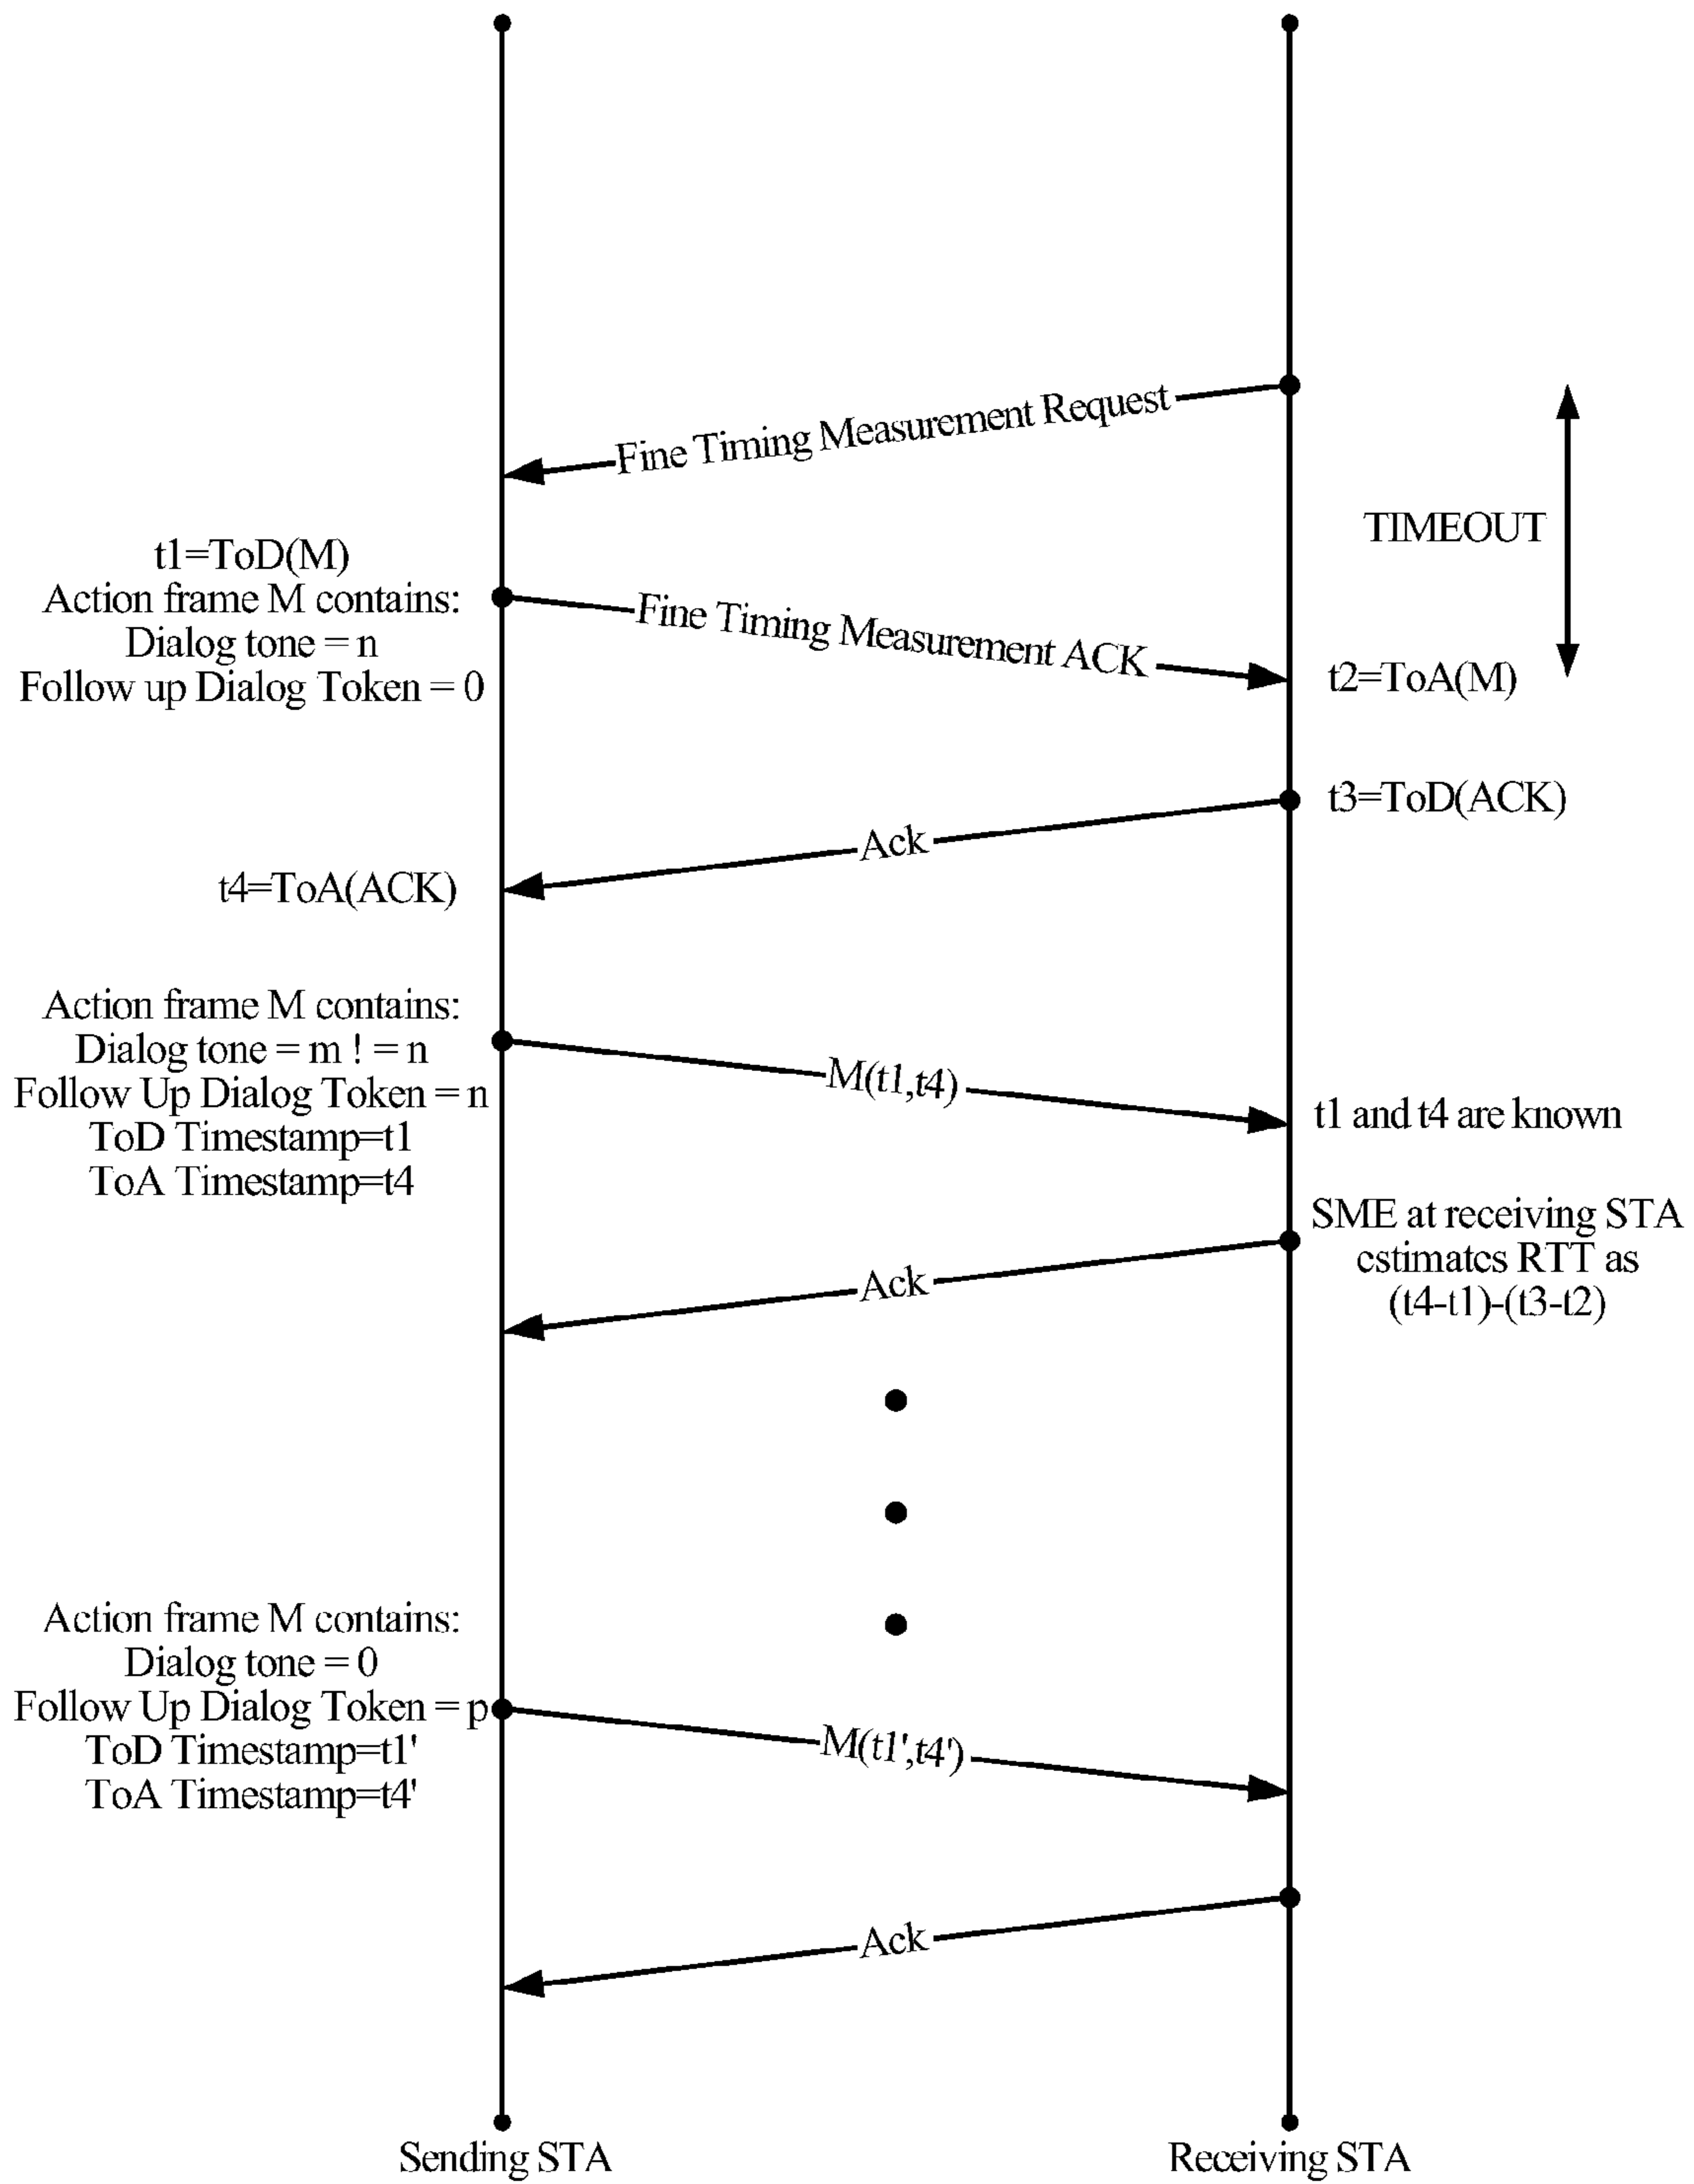 Fine Timing Measurement Request
TIMEOUT
t1=ToD(M)
Action frame M contains:
Dialog tone = n
Follow up Dialog Token = 0
Fine Timing Measurement ACK
t2=ToA(M)
t3=ToD(ACK)
Ack
t4=ToA(ACK)
Action frame M contains:
Dialog tone = m ! = n
Follow Up Dialog Token = n
ToD Timestamp=t1
ToA Timestamp=t4
M(t1,t4)
t1 and t4 are known
SME at receiving STA
estimates RTT as
(t4-t1)-(t3-t2)
Ack
Action frame M contains:
Dialog tone = 0
Follow Up Dialog Token = p
ToD Timestamp=t1'
ToA Timestamp=t4'
M(t1',t4')
Ack
Sending STA
Receiving STA